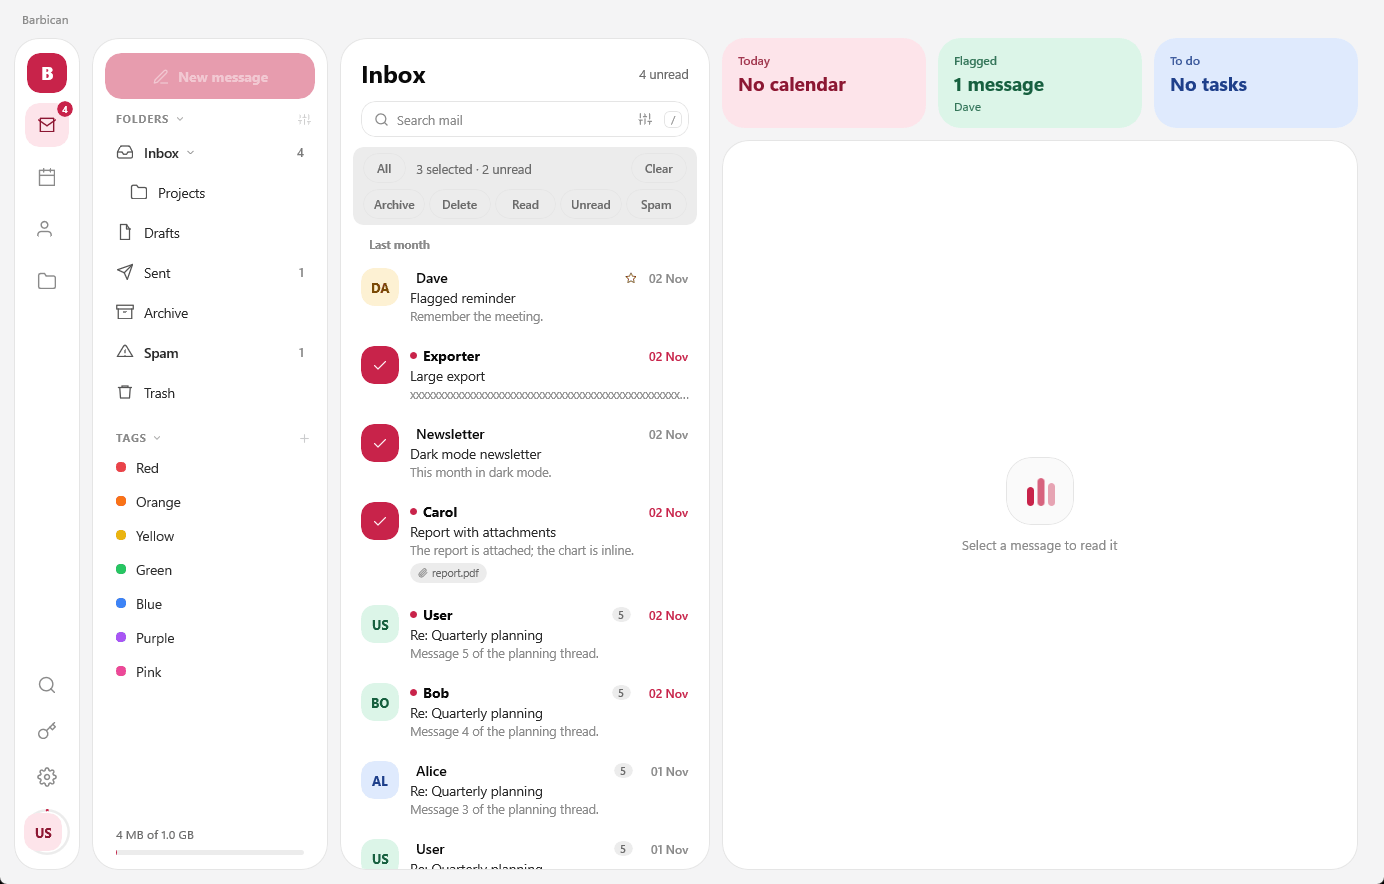 Barbican
B
4
US
New message
FOLDERS
Inbox 4
Projects
Drafts
Sent 1
Archive
Spam 1
Trash
TAGS
Red
Orange
Yellow
Green
Blue
Purple
Pink
4 MB of 1.0 GB
Inbox 4 unread
Search mail /
All 3 selected · 2 unread Clear
Archive Delete Read Unread Spam
Last month
DA Dave 02 Nov
Flagged reminder
Remember the meeting.
Exporter 02 Nov
Large export
Newsletter 02 Nov
Dark mode newsletter
This month in dark mode.
Carol 02 Nov
Report with attachments
The report is attached; the chart is inline.
report.pdf
US User 5 02 Nov
Re: Quarterly planning
Message 5 of the planning thread.
BO Bob 5 02 Nov
Re: Quarterly planning
Message 4 of the planning thread.
AL Alice 5 01 Nov
Re: Quarterly planning
Message 3 of the planning thread.
US User 5 01 Nov
Re: Quarterly planning
Today
No calendar
Flagged
1 message
Dave
To do
No tasks
Select a message to read it